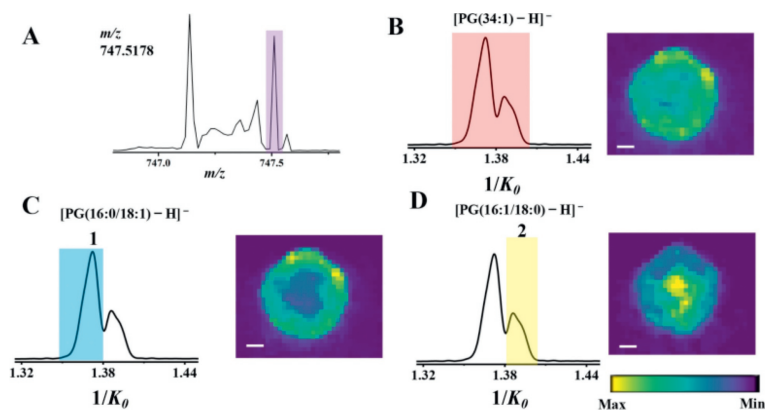 A
m/z
747.5178
747.0
747.5
m/z
B
[PG(34:1) – H]⁻
1.32
1.38
1.44
1/K₀
C
[PG(16:0/18:1) – H]⁻
1
1.32
1.38
1.44
1/K₀
D
[PG(16:1/18:0) – H]⁻
2
1.32
1.38
1.44
1/K₀
Max
Min